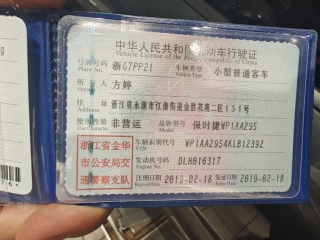 中华人民共和国机动车行驶证
Vehicle License of the People's Republic of China
号牌号码 浙G7PP21 车辆类型 小型普通客车
Plate No. Vehicle Type
所有人 方婷
Owner
住址 浙江省永康市江南街道金胜花苑二区151号
Address
使用性质 非营运 品牌型号 保时捷WP1AA295
Use Character Model
浙江省金华 车辆识别代号 WP1AA2954KLB12392
VIN
市公安局交 发动机号码 DLH016317
Engine No.
通警察支队 注册日期 2019-02-18 发证日期 2019-02-18
Register Date Issue Date